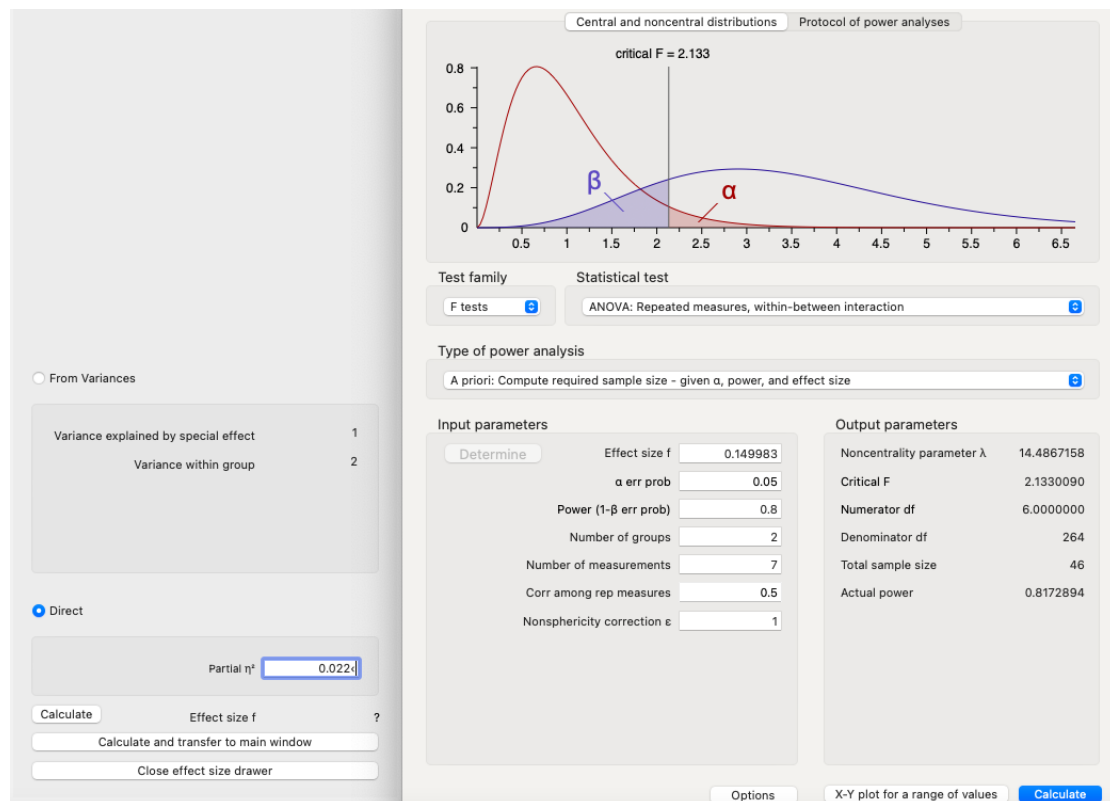 Central and noncentral distributions
Protocol of power analyses
critical F = 2.133
0.8
0.6
0.4
0.2
0
β
α
0.5 1 1.5 2 2.5 3 3.5 4 4.5 5 5.5 6 6.5
Test family
Statistical test
F tests
ANOVA: Repeated measures, within-between interaction
Type of power analysis
A priori: Compute required sample size - given α, power, and effect size
From Variances
Variance explained by special effect 1
Variance within group 2
Direct
Partial η²
Calculate
Effect size f ?
Calculate and transfer to main window
Close effect size drawer
Input parameters
Determine
Effect size f 0.149983
α err prob 0.05
Power (1-β err prob) 0.8
Number of groups 2
Number of measurements 7
Corr among rep measures 0.5
Nonsphericity correction ε 1
Output parameters
Noncentrality parameter λ 14.4867158
Critical F 2.1330090
Numerator df 6.0000000
Denominator df 264
Total sample size 46
Actual power 0.8172894
Options
X-Y plot for a range of values
Calculate